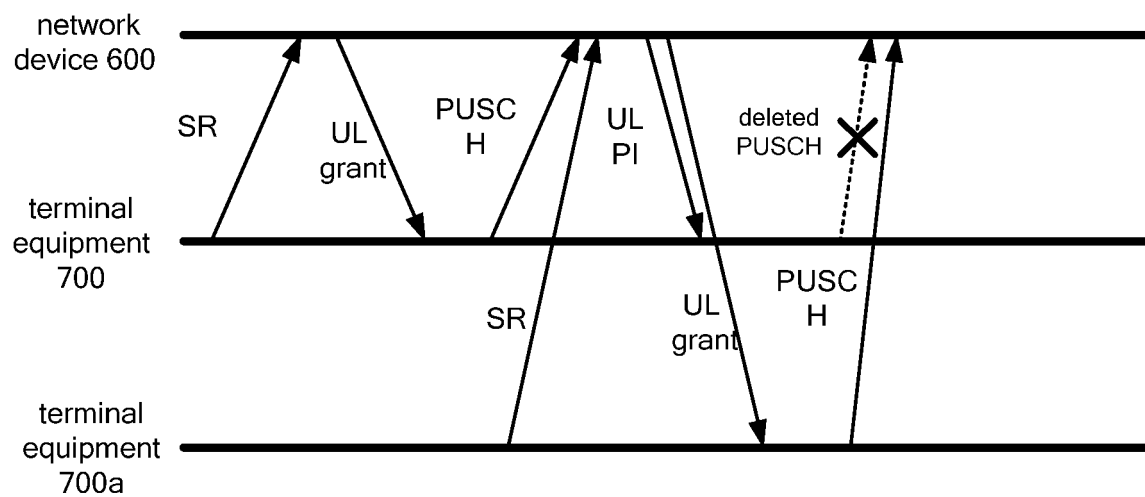 network
device 600
SR
UL
grant
PUSC
H
UL
PI
deleted
PUSCH
terminal
equipment
700
SR
UL
grant
PUSC
H
terminal
equipment
700a